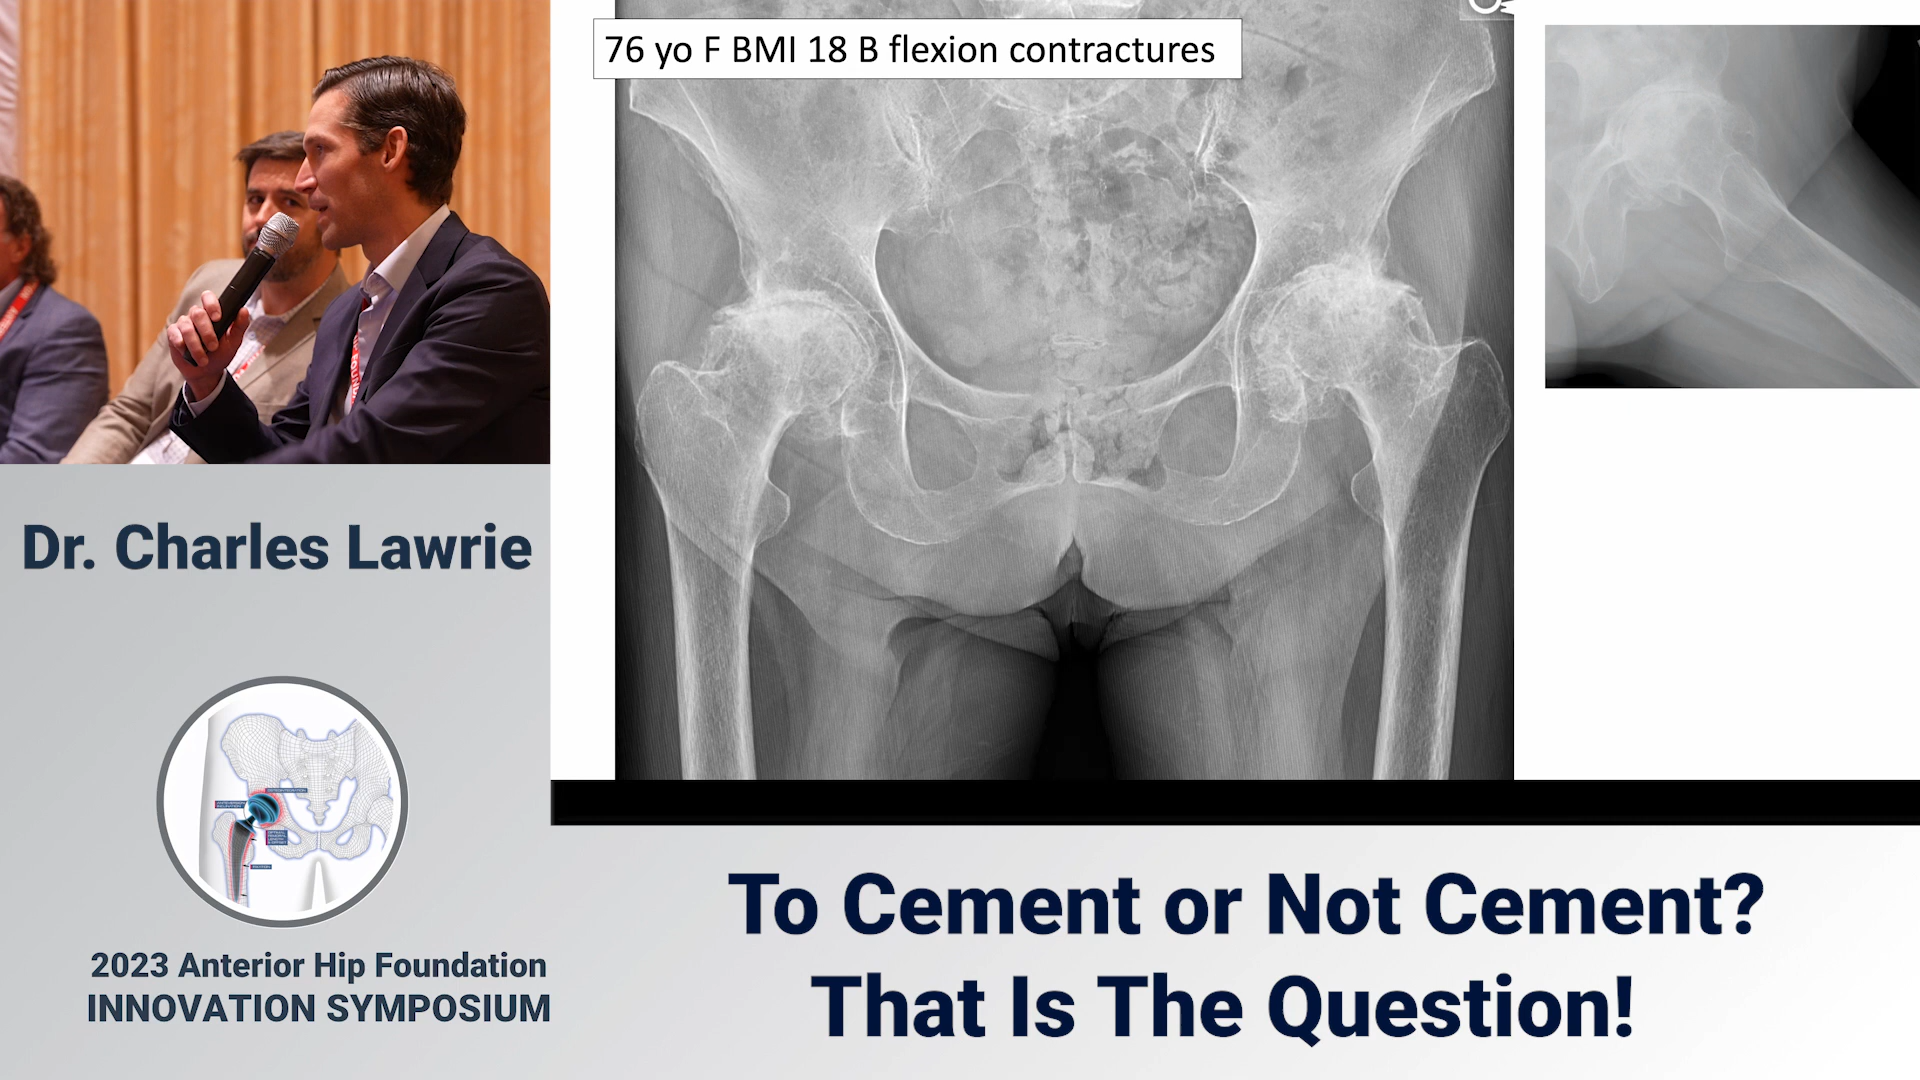 76 yo F BMI 18 B flexion contractures
Dr. Charles Lawrie
2023 Anterior Hip Foundation
INNOVATION SYMPOSIUM
To Cement or Not Cement?
That Is The Question!